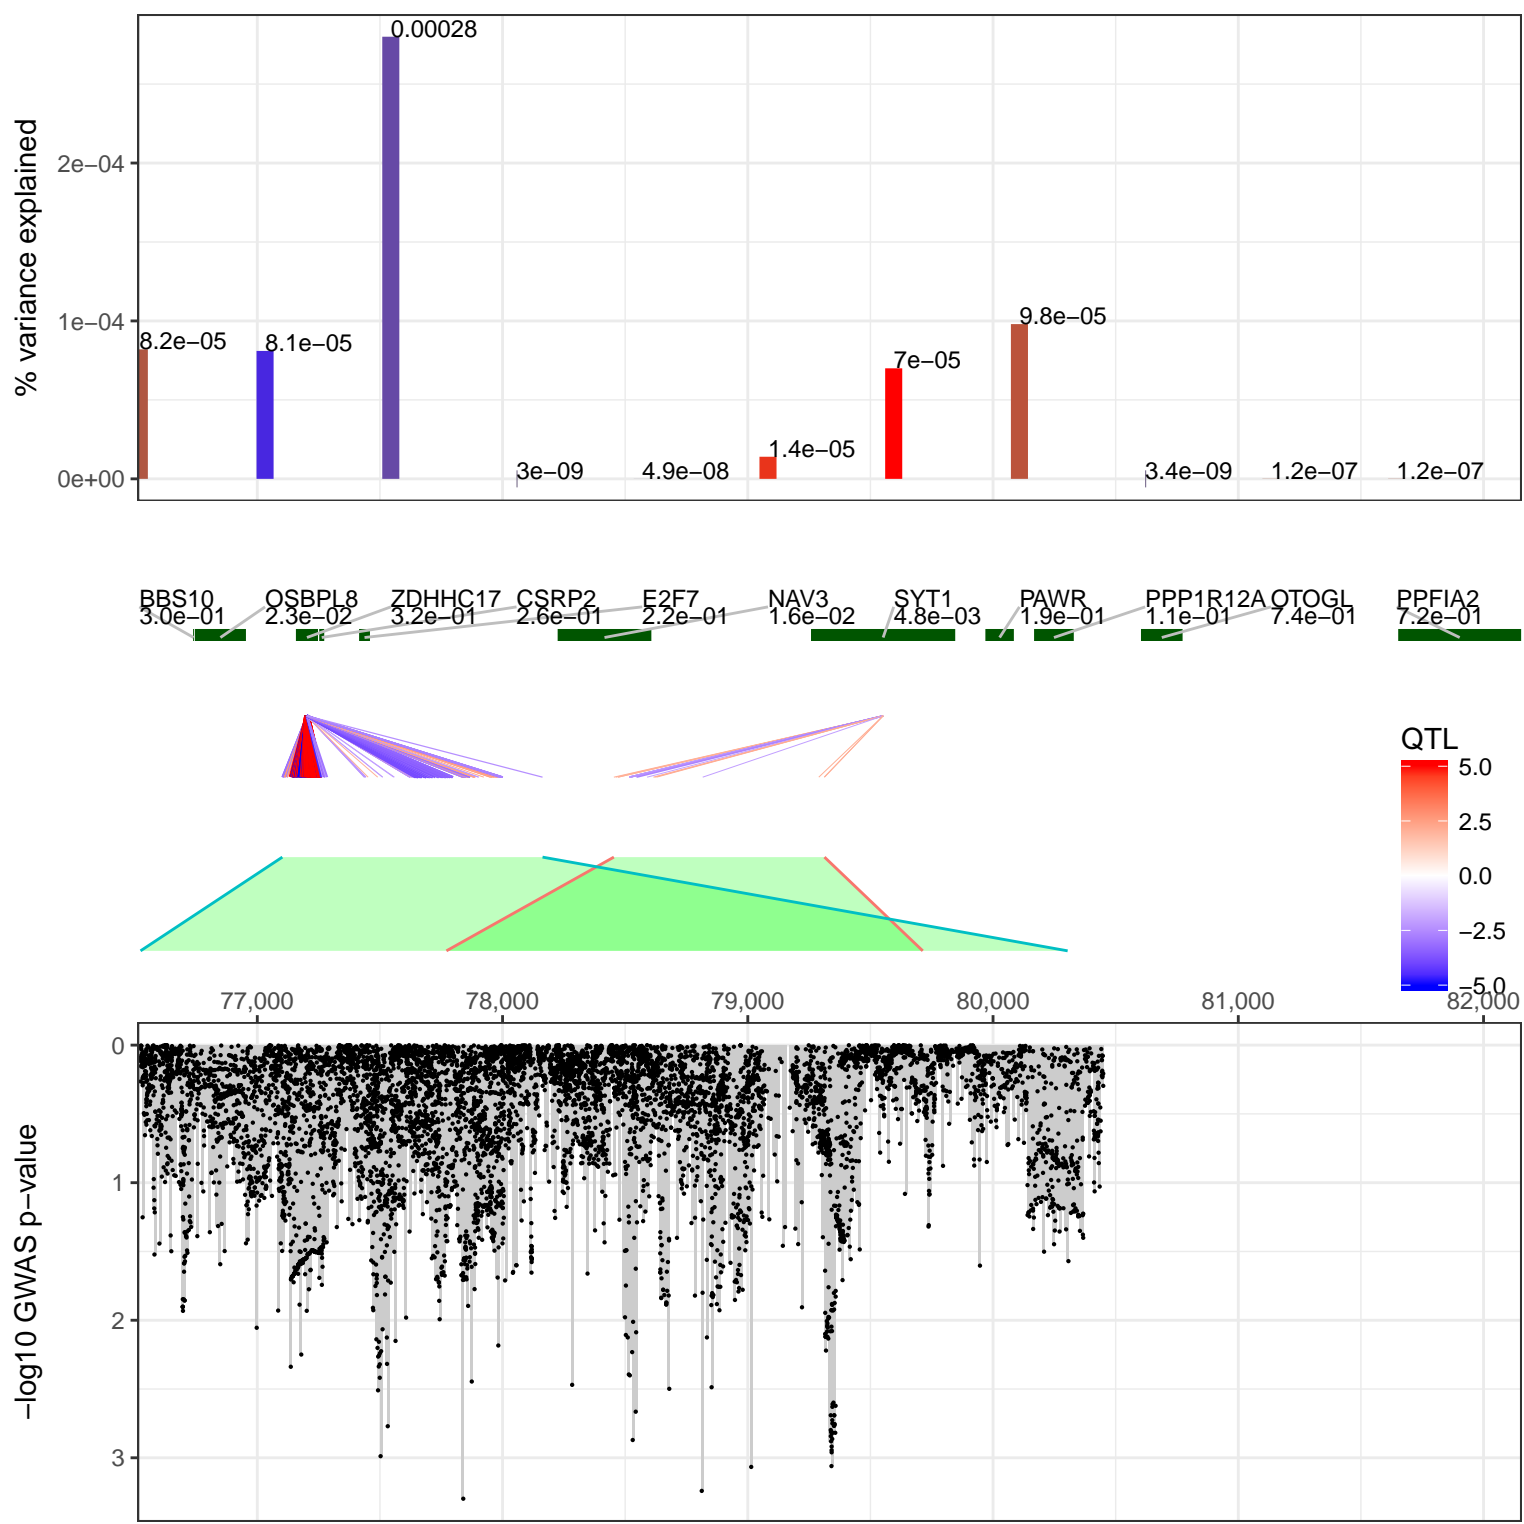 0.00028
2e−04
1e−04
0e+00
% variance explained
8.2e−05
8.1e−05
3e−09
4.9e−08
1.4e−05
7e−05
9.8e−05
3.4e−09
1.2e−07
1.2e−07
BBS10 OSBPL8 ZDHHC17 CSRP2 E2F7 NAV3 SYT1 PAWR PPP1R12A OTOGL PPFIA2
3.0e−01 2.3e−02 3.2e−01 2.6e−01 2.2e−01 1.6e−02 4.8e−03 1.9e−01 1.1e−01 7.4e−01 7.2e−01
QTL
5.0
2.5
0.0
−2.5
−5.0
77,000 78,000 79,000 80,000 81,000 82,000
0
1
2
3
−log10 GWAS p−value